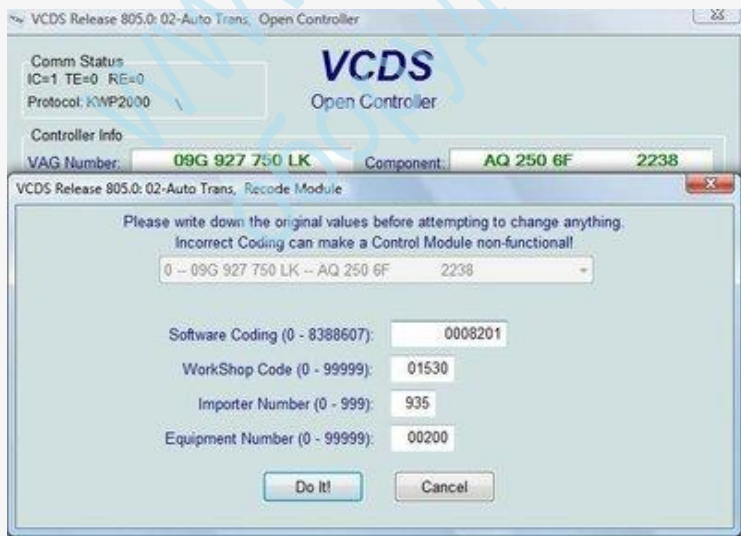 VCDS Release 805.0: 02-Auto Trans, Open Controller
Comm Status
IC=1 TE=0 RE=0
Protocol: KWP2000 \
VCDS
Open Controller
Controller Info
VAG Number: 09G 927 750 LK Component: AQ 250 6F 2238
VCDS Release 805.0: 02-Auto Trans, Recode Module
Please write down the original values before attempting to change anything.
Incorrect Coding can make a Control Module non-functional!
0 -- 09G 927 750 LK -- AQ 250 6F 2238
Software Coding (0 - 8388607): 0008201
WorkShop Code (0 - 99999): 01530
Importer Number (0 - 999): 935
Equipment Number (0 - 99999): 00200
Do It! Cancel